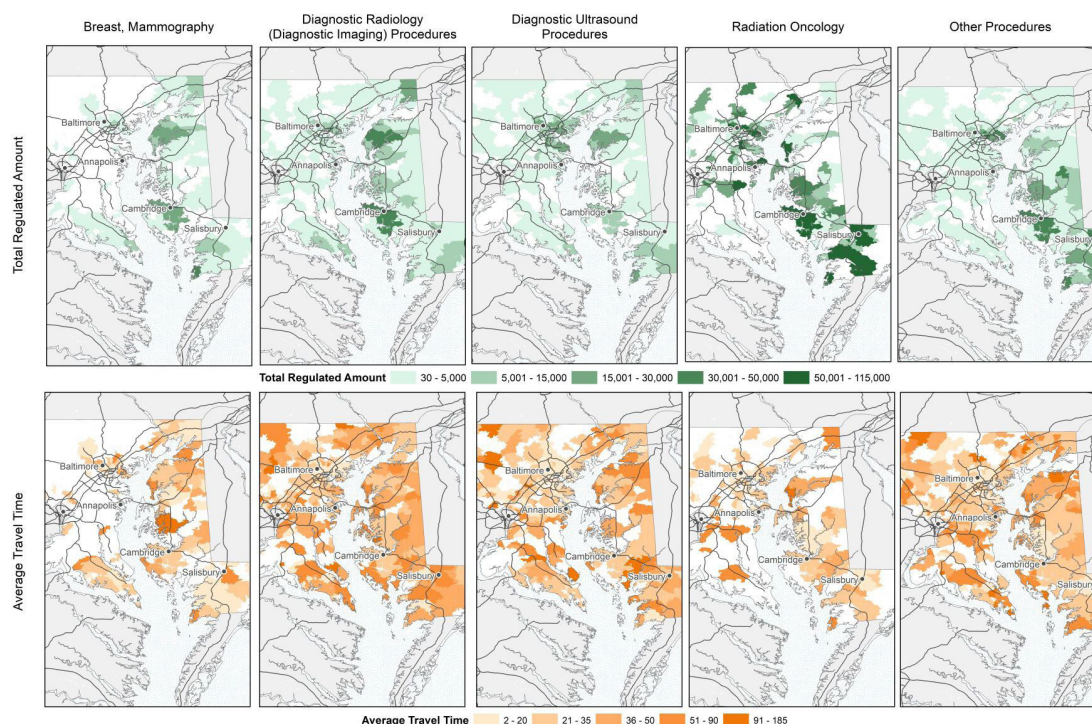 Breast, Mammography
Diagnostic Radiology
(Diagnostic Imaging) Procedures
Diagnostic Ultrasound
Procedures
Radiation Oncology
Other Procedures
Total Regulated Amount
Baltimore
Annapolis
Cambridge
Salisbury
Baltimore
Annapolis
Cambridge
Salisbury
Baltimore
Annapolis
Cambridge
Salisbury
Baltimore
Annapolis
Cambridge
Salisbury
Baltimore
Annapolis
Cambridge
Salisbury
Total Regulated Amount 30 - 5,000 5,001 - 15,000 15,001 - 30,000 30,001 - 50,000 50,001 - 115,000
Average Travel Time
Baltimore
Annapolis
Cambridge
Salisbury
Baltimore
Annapolis
Cambridge
Salisbury
Baltimore
Annapolis
Cambridge
Salisbury
Baltimore
Annapolis
Cambridge
Salisbury
Baltimore
Annapolis
Cambridge
Salisbury
Average Travel Time 2 - 20 21 - 35 36 - 50 51 - 90 91 - 185